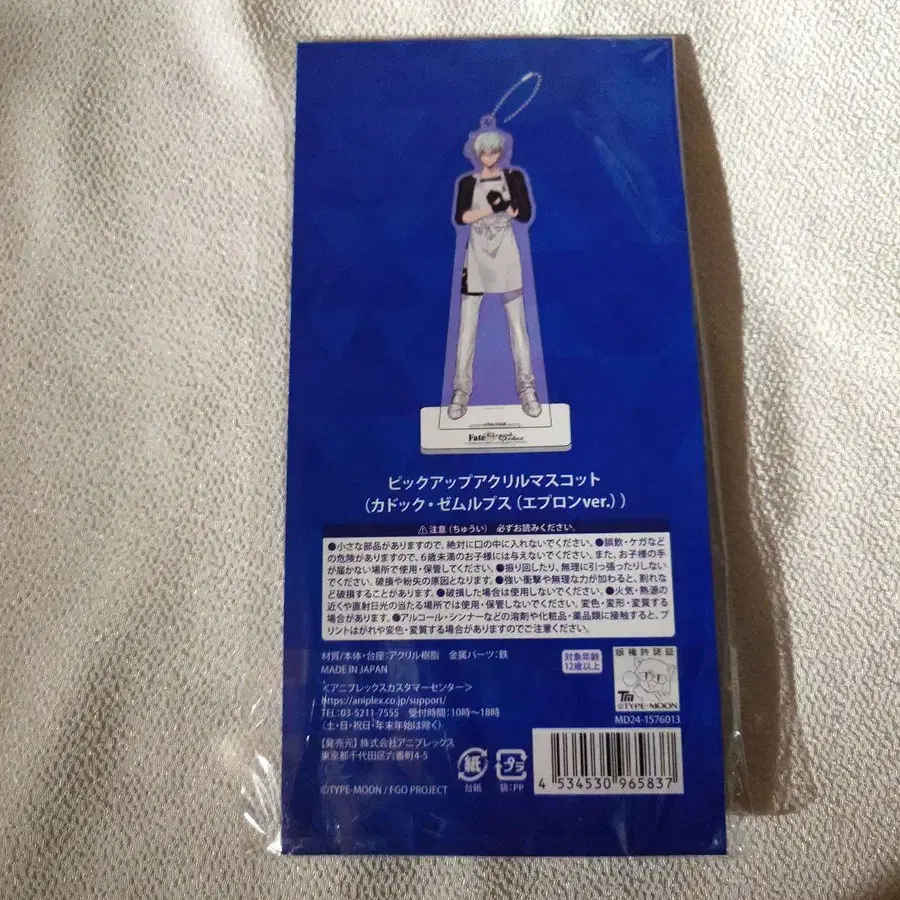 Fate Grand Order
ピックアップアクリルマスコット
(カドック・ゼムルプス(エプロンver.))
⚠注意(ちゅうい) 必ずお読みください。
●小さな部品がありますので、絶対に口の中に入れないでください。●誤飲・ケガなど
の危険がありますので、6歳未満のお子様には与えないでください。また、お子様の手
が届かない場所で使用・保管してください。●振り回したり、無理に引っ張ったりしない
でください。破損や紛失の原因となります。●強い衝撃や無理な力が加わると、割れな
ど破損することがあります。●破損した場合は使用しないでください。●火気・熱源の
近くや直射日光の当たる場所では使用・保管しないでください。変色・変形・変質する
場合があります。●アルコール・シンナーなどの溶剤や化粧品・薬品類に接触すると、プ
リントはがれや変色・変質する場合がありますのでご注意ください。
材質/本体・台座:アクリル樹脂 金属パーツ:鉄
MADE IN JAPAN
対象年齢
12歳以上
版権許諾証
TM
©TYPE-MOON
MD24-1576013
<アニプレックスカスタマーセンター>
https://aniplex.co.jp/support/
TEL:03-5211-7555 受付時間:10時〜18時
(土・日・祝日・年末年始は除く)
【発売元】株式会社アニプレックス
東京都千代田区六番町4-5
紙
台紙
プラ
袋:PP
4 534530 965837
©TYPE-MOON / FGO PROJECT